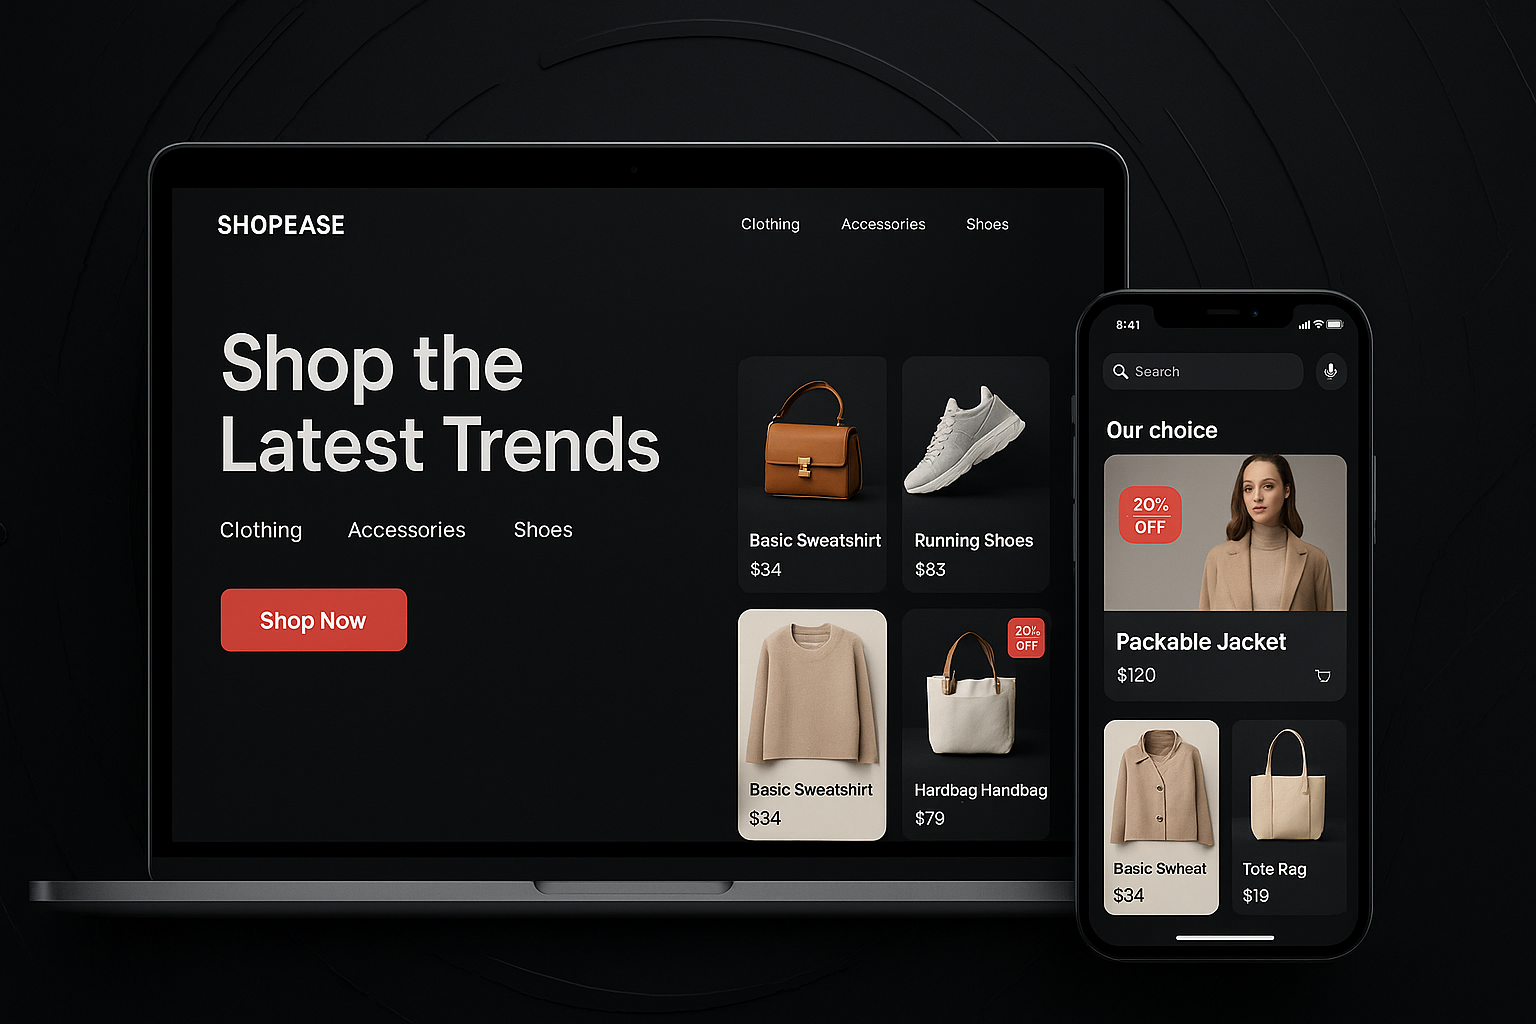 SHOPEASE
Clothing
Accessories
Shoes
Shop the
Latest Trends
Clothing
Accessories
Shoes
Shop Now
Basic Sweatshirt
$34
Running Shoes
$83
Basic Sweatshirt
$34
20%
OFF
Hardbag Handbag
$79
8:41
Search
Our choice
20%
OFF
Packable Jacket
$120
Basic Swheat
$34
Tote Rag
$19